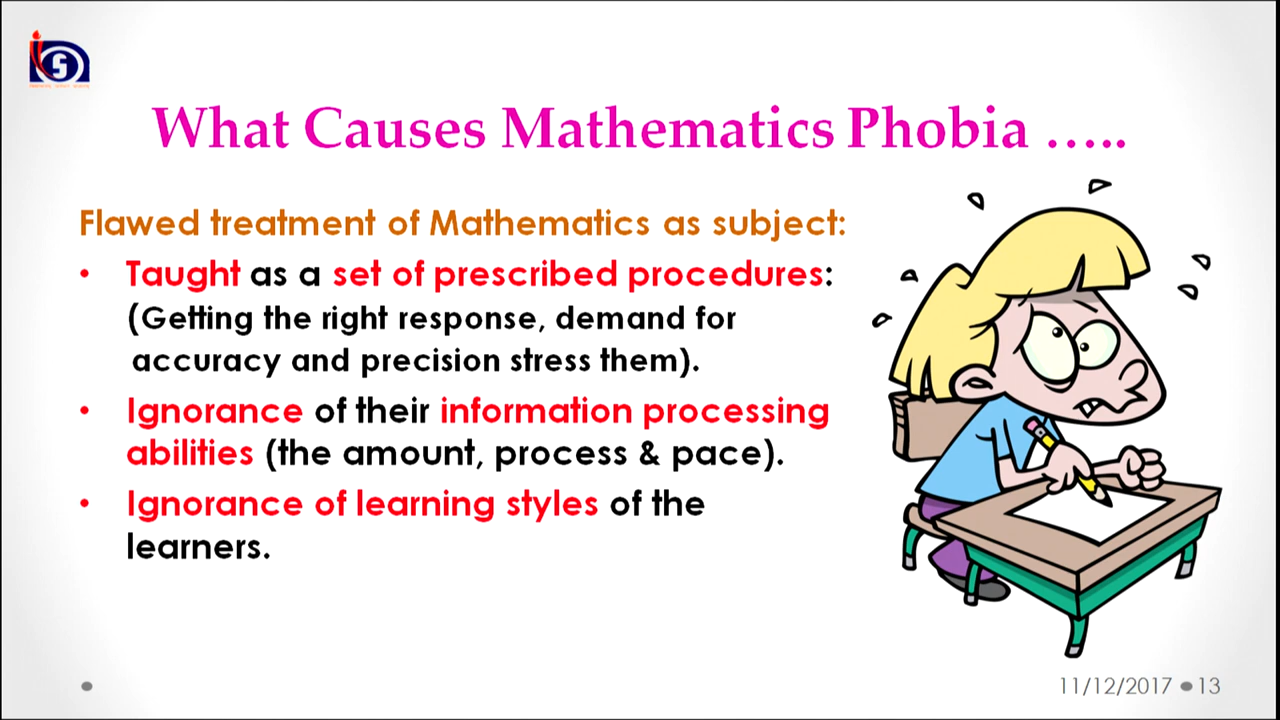 What Causes Mathematics Phobia …..
Flawed treatment of Mathematics as subject:
• Taught as a set of prescribed procedures:
(Getting the right response, demand for
accuracy and precision stress them).
• Ignorance of their information processing
abilities (the amount, process & pace).
• Ignorance of learning styles of the
learners.
11/12/2017 • 13